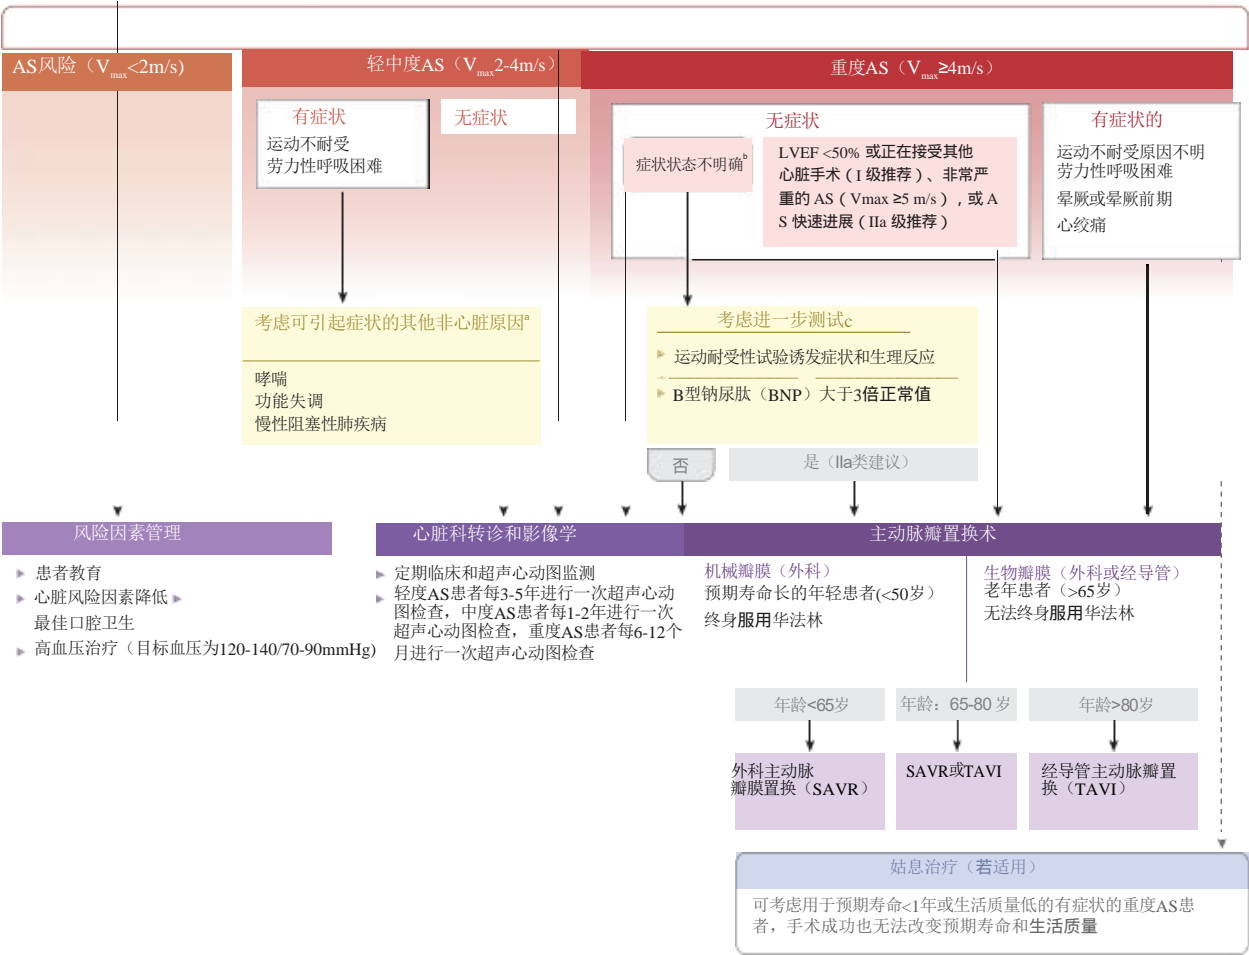 AS风险（Vmax<2m/s)
轻中度AS（Vmax2-4m/s）
重度AS（Vmax≥4m/s）
有症状
运动不耐受
劳力性呼吸困难
无症状
无症状
症状状态不明确b
LVEF <50% 或正在接受其他
心脏手术（I 级推荐）、非常严
重的 AS（Vmax ≥5 m/s），或 A
S 快速进展（IIa 级推荐）
有症状的
运动不耐受原因不明
劳力性呼吸困难
晕厥或晕厥前期
心绞痛
考虑可引起症状的其他非心脏原因a
哮喘
功能失调
慢性阻塞性肺疾病
考虑进一步测试c
运动耐受性试验诱发症状和生理反应
B型钠尿肽（BNP）大于3倍正常值
否
是（IIa类建议）
风险因素管理
患者教育
心脏风险因素降低
最佳口腔卫生
高血压治疗（目标血压为120-140/70-90mmHg)
心脏科转诊和影像学
定期临床和超声心动图监测
轻度AS患者每3-5年进行一次超声心动
图检查，中度AS患者每1-2年进行一次
超声心动图检查，重度AS患者每6-12个
月进行一次超声心动图检查
主动脉瓣置换术
机械瓣膜（外科）
预期寿命长的年轻患者(<50岁）
终身服用华法林
生物瓣膜（外科或经导管）
老年患者（>65岁）
无法终身服用华法林
年龄<65岁
年龄：65-80 岁
年龄>80岁
外科主动脉
瓣膜置换（SAVR）
SAVR或TAVI
经导管主动脉瓣置
换（TAVI）
姑息治疗（若适用）
可考虑用于预期寿命<1年或生活质量低的有症状的重度AS患
者，手术成功也无法改变预期寿命和生活质量